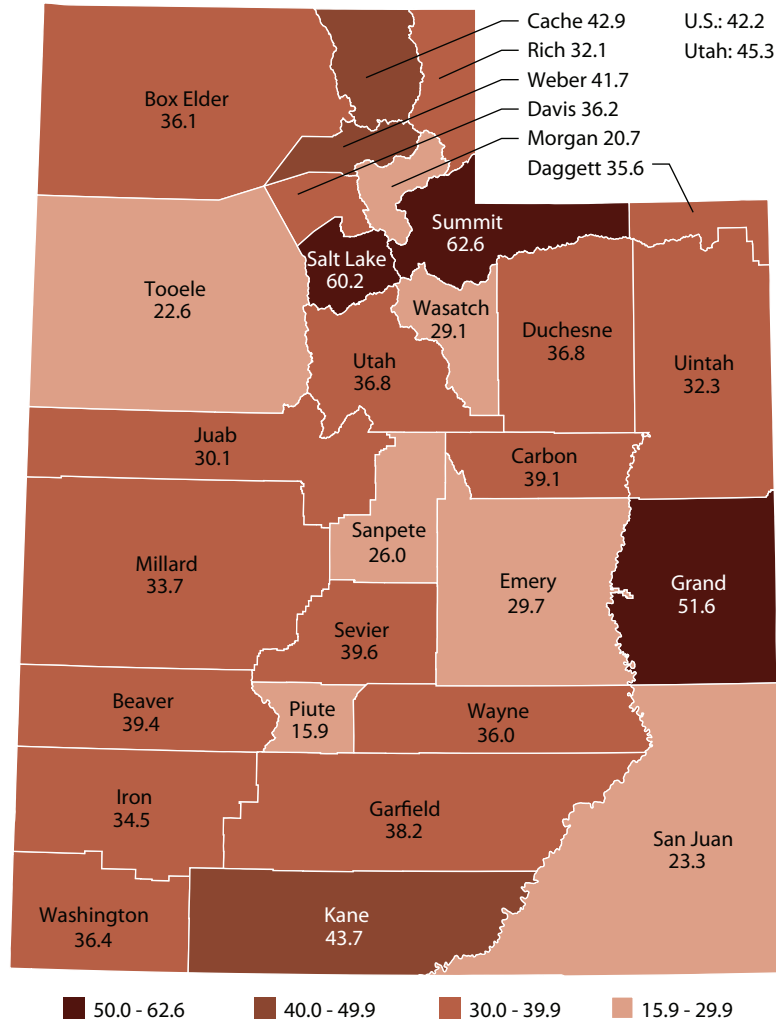 Cache 42.9
U.S.: 42.2
Rich 32.1
Utah: 45.3
Weber 41.7
Davis 36.2
Morgan 20.7
Daggett 35.6
Box Elder
36.1
Summit
62.6
Salt Lake
60.2
Tooele
22.6
Wasatch
29.1
Duchesne
36.8
Utah
36.8
Uintah
32.3
Juab
30.1
Carbon
39.1
Sanpete
26.0
Millard
33.7
Emery
29.7
Grand
51.6
Sevier
39.6
Beaver
39.4
Piute
15.9
Wayne
36.0
Iron
34.5
Garfield
38.2
San Juan
23.3
Washington
36.4
Kane
43.7
50.0 - 62.6
40.0 - 49.9
30.0 - 39.9
15.9 - 29.9